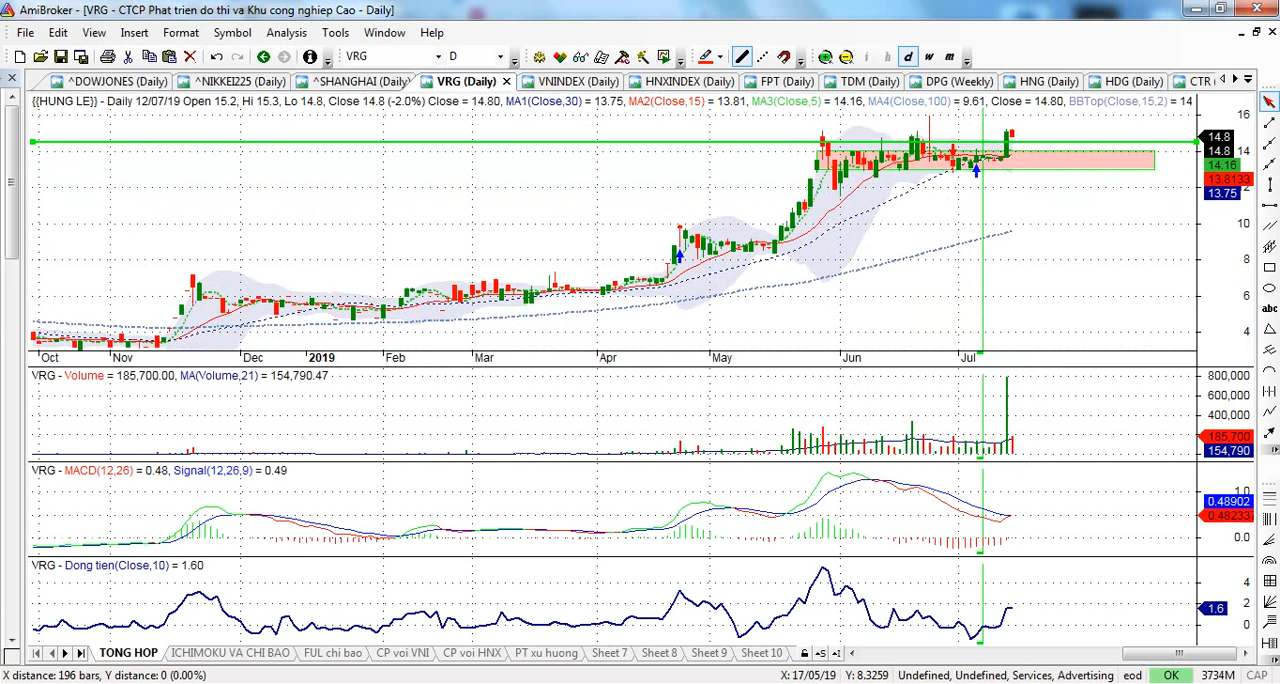 AmiBroker - [VRG - CTCP Phat trien do thi va Khu cong nghiep Cao - Daily]
File Edit View Insert Format Symbol Analysis Tools Window Help
VRG D i h d w m
^DOWJONES (Daily) ^NIKKEI225 (Daily) ^SHANGHAI (Daily) VRG (Daily) VNINDEX (Daily) HNXINDEX (Daily) FPT (Daily) TDM (Daily) DPG (Weekly) HNG (Daily) HDG (Daily) CTR
{{HUNG LE}} - Daily 12/07/19 Open 15.2, Hi 15.3, Lo 14.8, Close = 14.8 (-2.0%) Close = 14.80, MA1(Close,30) = 13.75, MA2(Close,15) = 13.81, MA3(Close,5) = 14.16, MA4(Close,100) = 9.61, Close = 14.80, BBTop(Close,15,2) = 14
16
14.8
14.8
14
14.16
13.8133
13.75
2
10
8
6
4
Oct Nov Dec 2019 Feb Mar Apr May Jun Jul
VRG - Volume = 185,700.00, MA(Volume,21) = 154,790.47
800,000
600,000
400,000
185,700
154,790
VRG - MACD(12,26) = 0.48, Signal(12,26,9) = 0.49
1.0
0.48902
0.48233
0.0
VRG - Dong tien(Close,10) = 1.60
4
2
1.6
0
TONG HOP ICHIMOKU VA CHI BAO FUL chi bao CP voi VNI CP voi HNX PT xu huong Sheet 7 Sheet 8 Sheet 9 Sheet 10
X distance: 196 bars, Y distance: 0 (0.00%) X: 17/05/19 Y: 8.3259 Undefined, Undefined, Services, Advertising eod OK 3734M CAP
abc